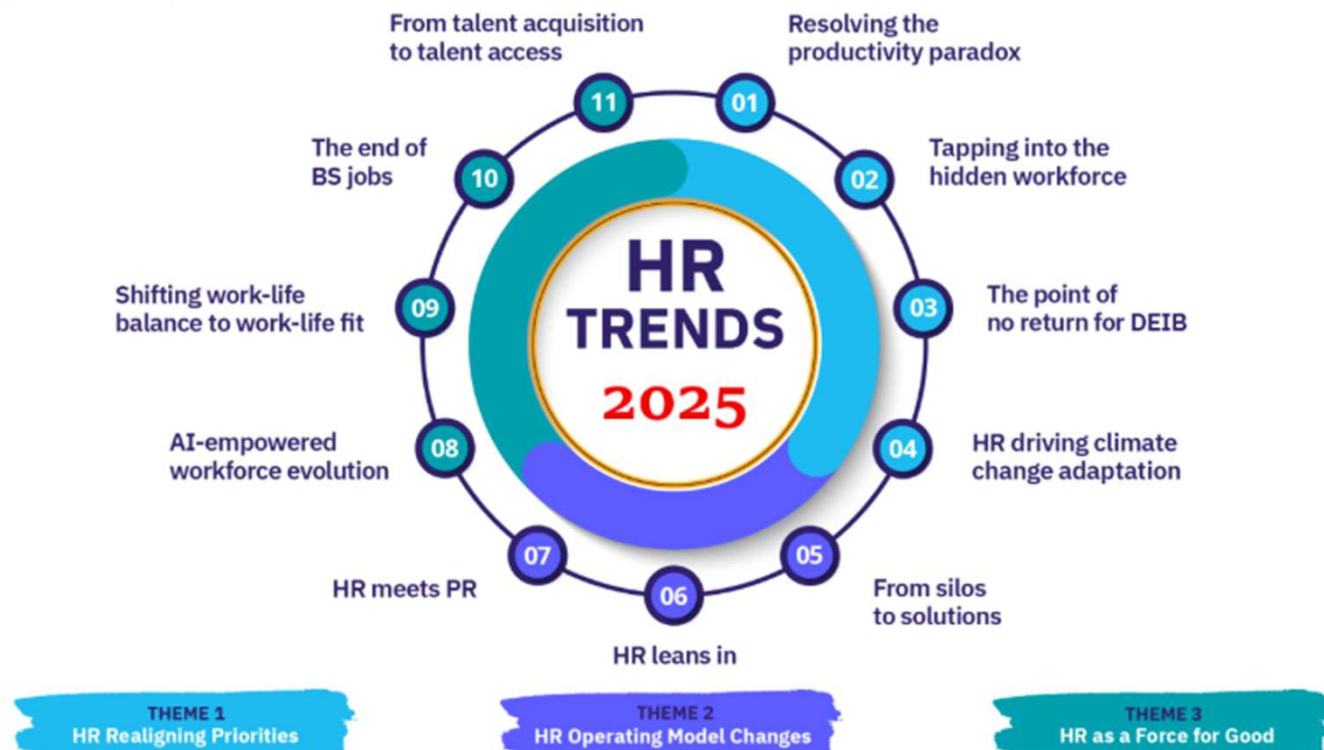 HR
TRENDS
2025
01
Resolving the
productivity paradox
02
Tapping into the
hidden workforce
03
The point of
no return for DEIB
04
HR driving climate
change adaptation
05
From silos
to solutions
06
HR leans in
07
HR meets PR
08
AI-empowered
workforce evolution
09
Shifting work-life
balance to work-life fit
10
The end of
BS jobs
11
From talent acquisition
to talent access
THEME 1
HR Realigning Priorities
THEME 2
HR Operating Model Changes
THEME 3
HR as a Force for Good